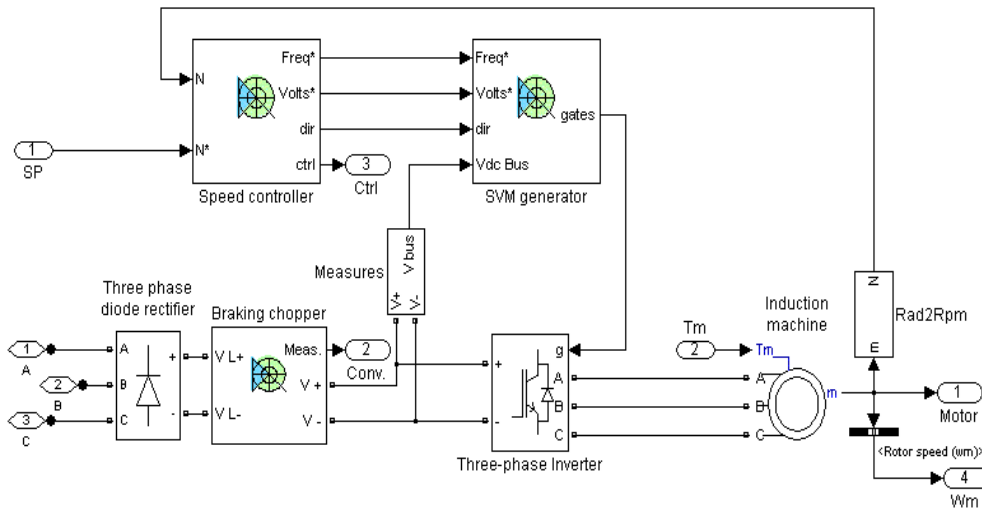 Freq*
Volts*
dir
ctrl
N
N*
Speed controller
1
SP
3
Ctrl
Freq*
Volts*
dir
Vdc Bus
gates
SVM generator
Measures
Vbus
V+
V-
Three phase
diode rectifier
A
B
C
+
-
1
A
2
B
3
C
Braking chopper
V L+
V L-
Meas.
V +
V -
2
Conv.
+
-
g
A
B
C
Three-phase Inverter
Tm
2
Induction
machine
Tm
A
B
C
m
N
m
Rad2Rpm
1
Motor
<Rotor speed (wm)>
4
Wm